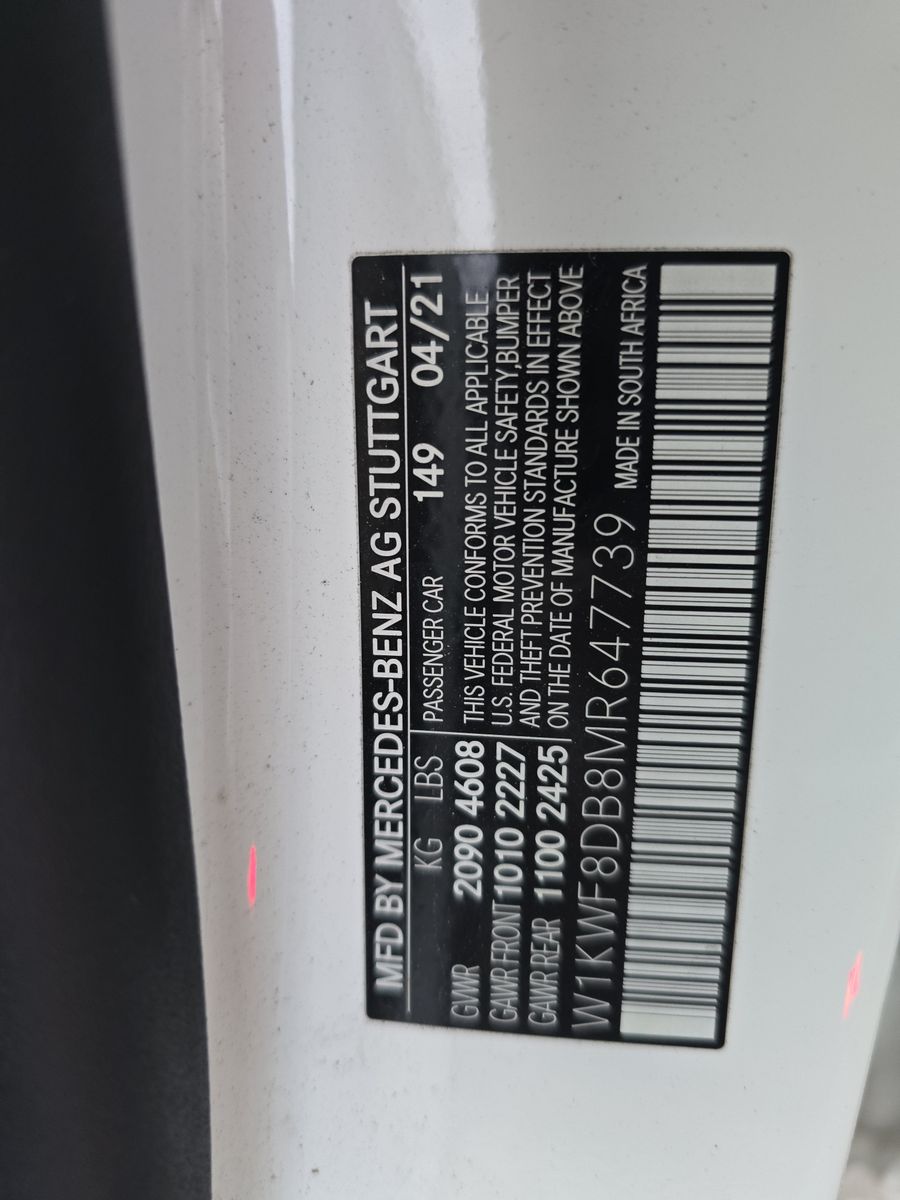 MFD BY MERCEDES-BENZ AG STUTTGART
KG LBS PASSENGER CAR 149 04/21
GVWR 2090 4608 THIS VEHICLE CONFORMS TO ALL APPLICABLE
GAWR FRONT 1010 2227 U.S. FEDERAL MOTOR VEHICLE SAFETY,BUMPER
GAWR REAR 1100 2425 AND THEFT PREVENTION STANDARDS IN EFFECT
ON THE DATE OF MANUFACTURE SHOWN ABOVE
W1KWF8DB8MR647739 MADE IN SOUTH AFRICA